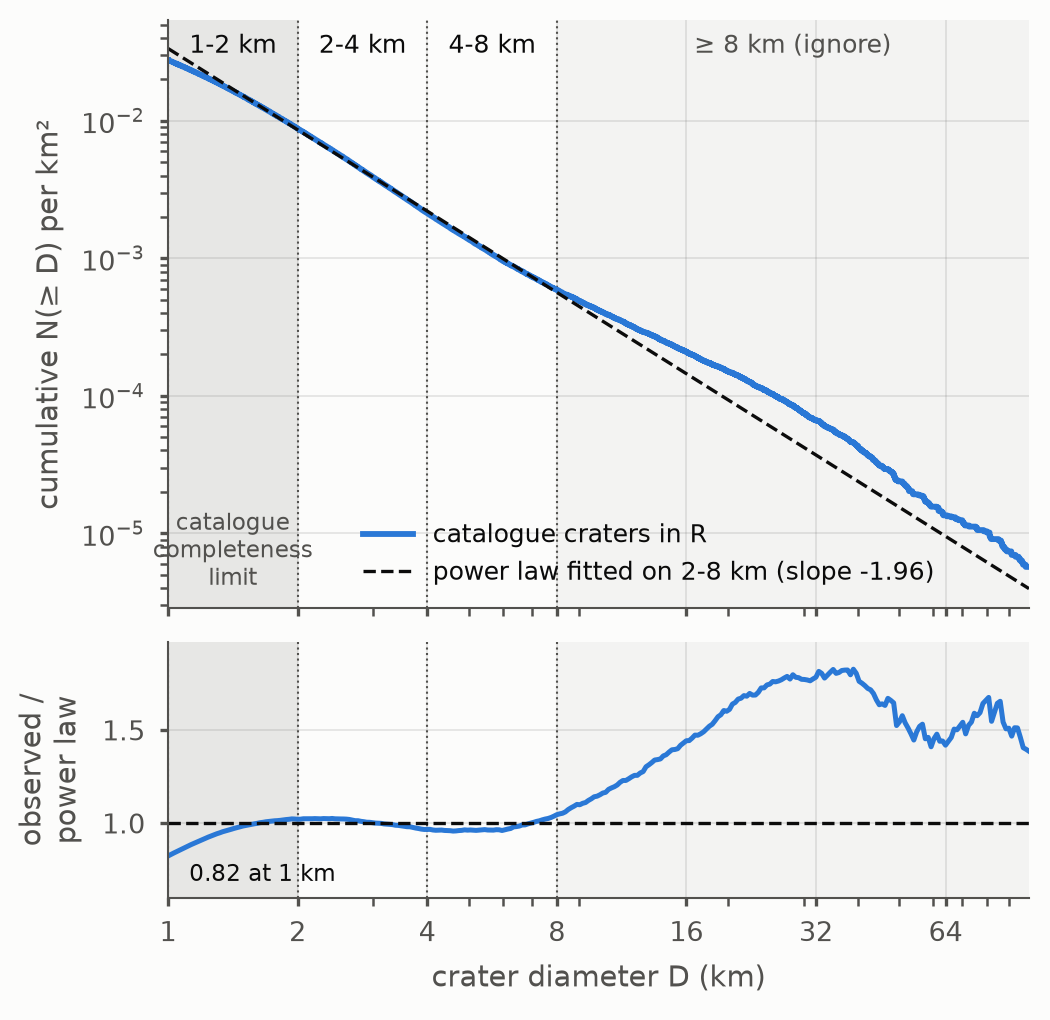 1-2 km
2-4 km
4-8 km
≥ 8 km (ignore)
cumulative N(≥ D) per km²
10⁻²
10⁻³
10⁻⁴
10⁻⁵
catalogue
completeness
limit
catalogue craters in R
power law fitted on 2-8 km (slope -1.96)
observed /
power law
1.5
1.0
0.82 at 1 km
1
2
4
8
16
32
64
crater diameter D (km)